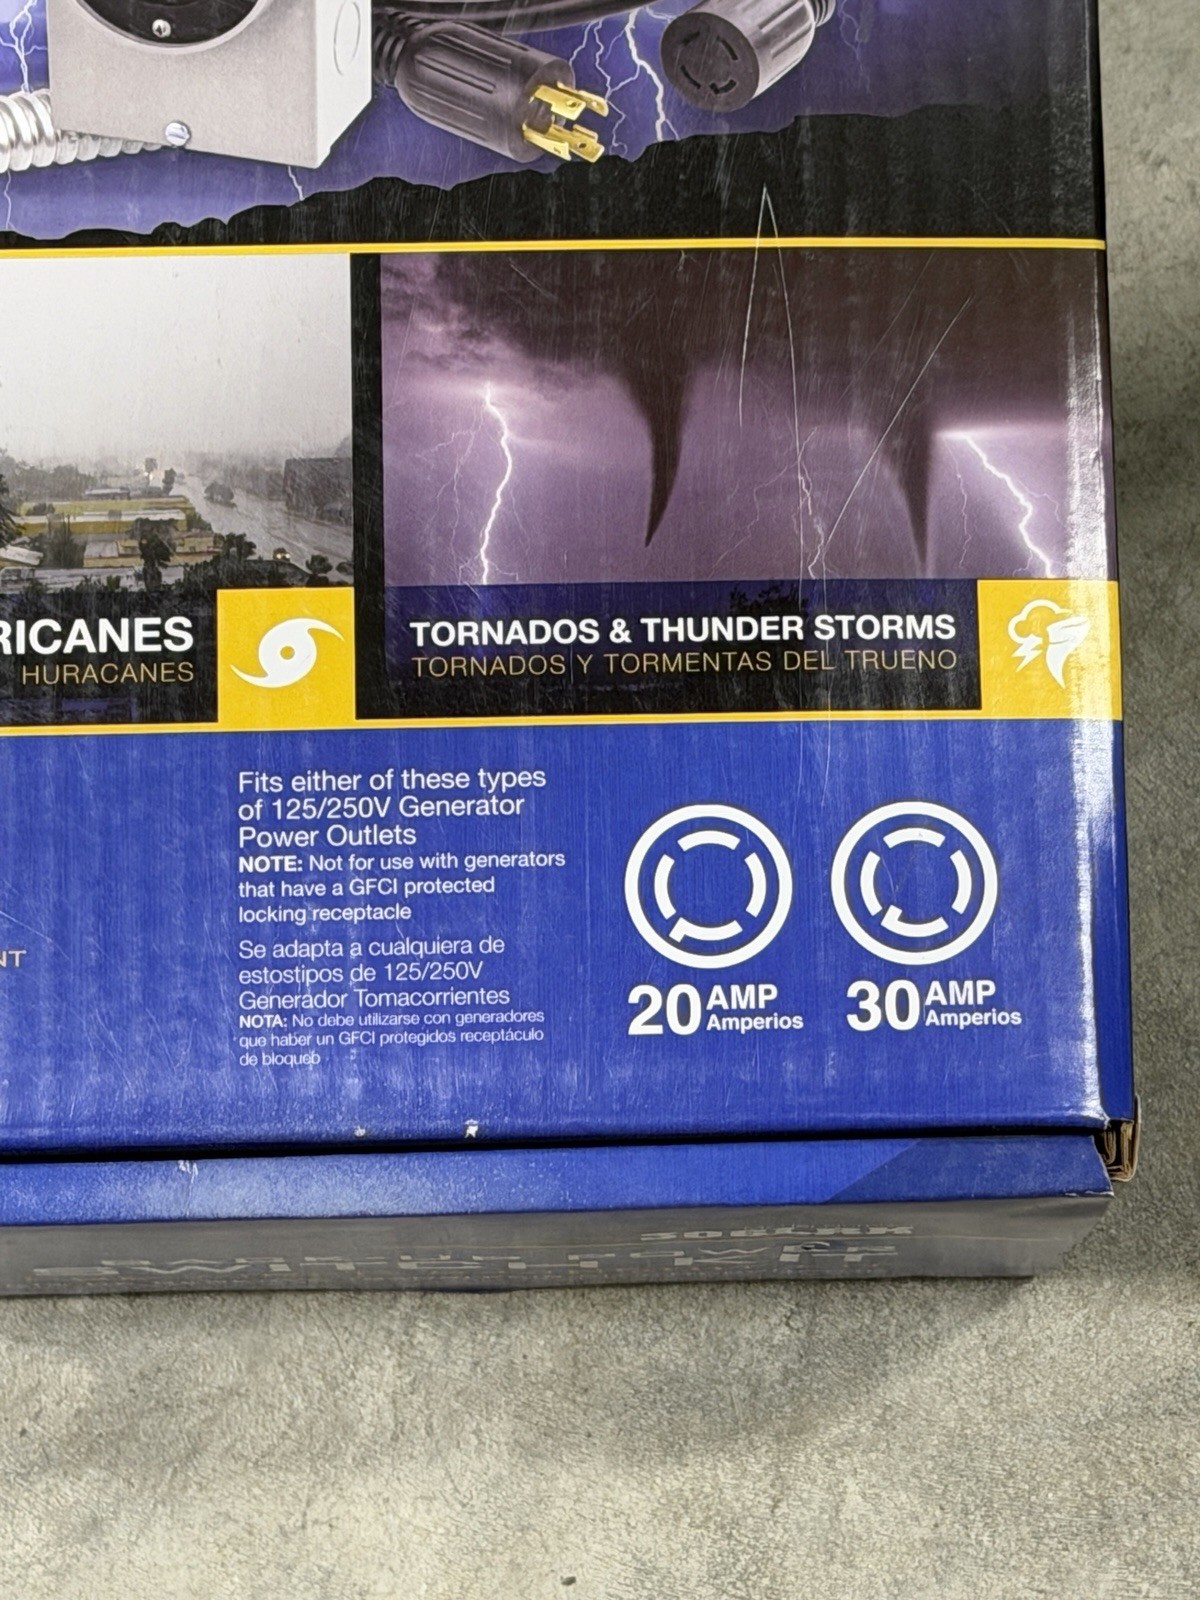 RICANES
HURACANES
TORNADOS & THUNDER STORMS
TORNADOS Y TORMENTAS DEL TRUENO
Fits either of these types
of 125/250V Generator
Power Outlets
NOTE: Not for use with generators
that have a GFCI protected
locking receptacle
Se adapta a cualquiera de
estostipos de 125/250V
Generador Tomacorrientes
NOTA: No debe utilizarse con generadores
que haber un GFCI protegidos receptáculo
de bloqueo
NT
20 AMP
Amperios
30 AMP
Amperios
SWITCH KIT